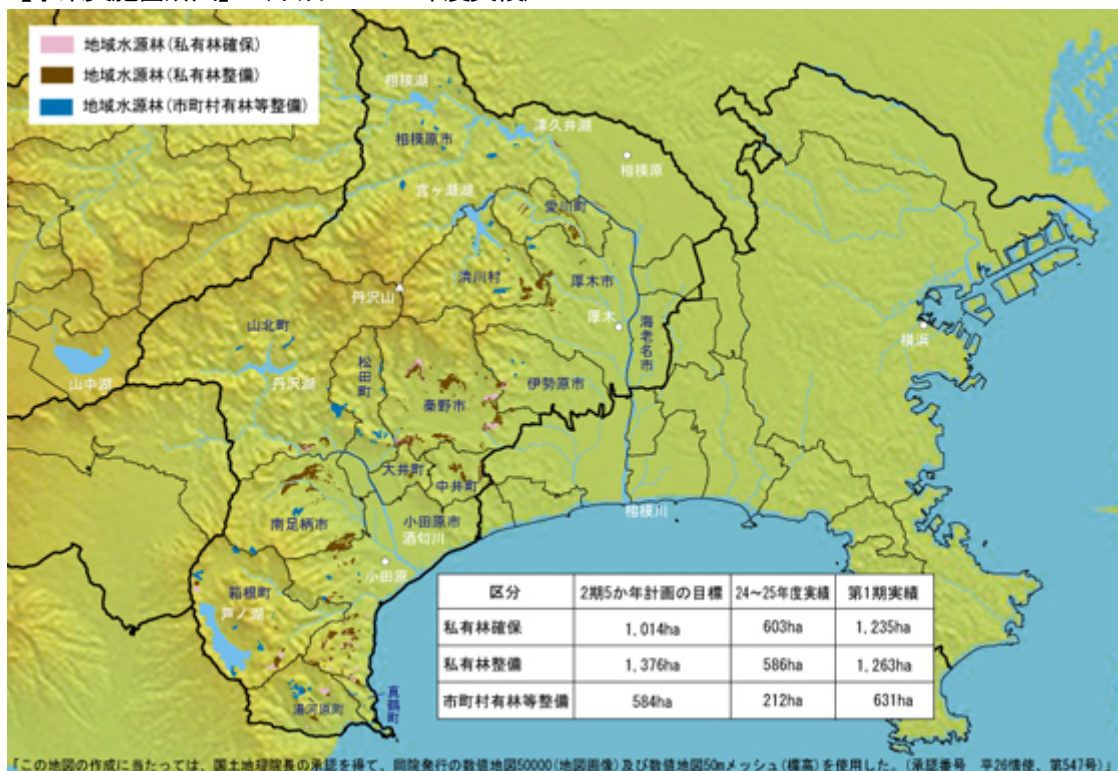 地域水源林(私有林確保)
地域水源林(私有林整備)
地域水源林(市町村有林等整備)
相模湖
津久井湖
相模原市
相模原
宮ヶ瀬湖
愛川町
清川村
厚木市
丹沢山
厚木
海老名市
横浜
山北町
山中湖
丹沢湖
松田町
秦野市
伊勢原市
大井町
中井町
相模川
南足柄市
小田原市
酒匂川
小田原
箱根町
芦ノ湖
真鶴町
湯河原町
区分 2期5か年計画の目標 24～25年度実績 第1期実績
私有林確保 1,014ha 603ha 1,235ha
私有林整備 1,376ha 586ha 1,263ha
市町村有林等整備 584ha 212ha 631ha
「この地図の作成に当たっては、国土地理院長の承認を得て、同院発行の数値地図50000(地図画像)及び数値地図50mメッシュ(標高)を使用した。(承認番号 平26情使、第547号)」